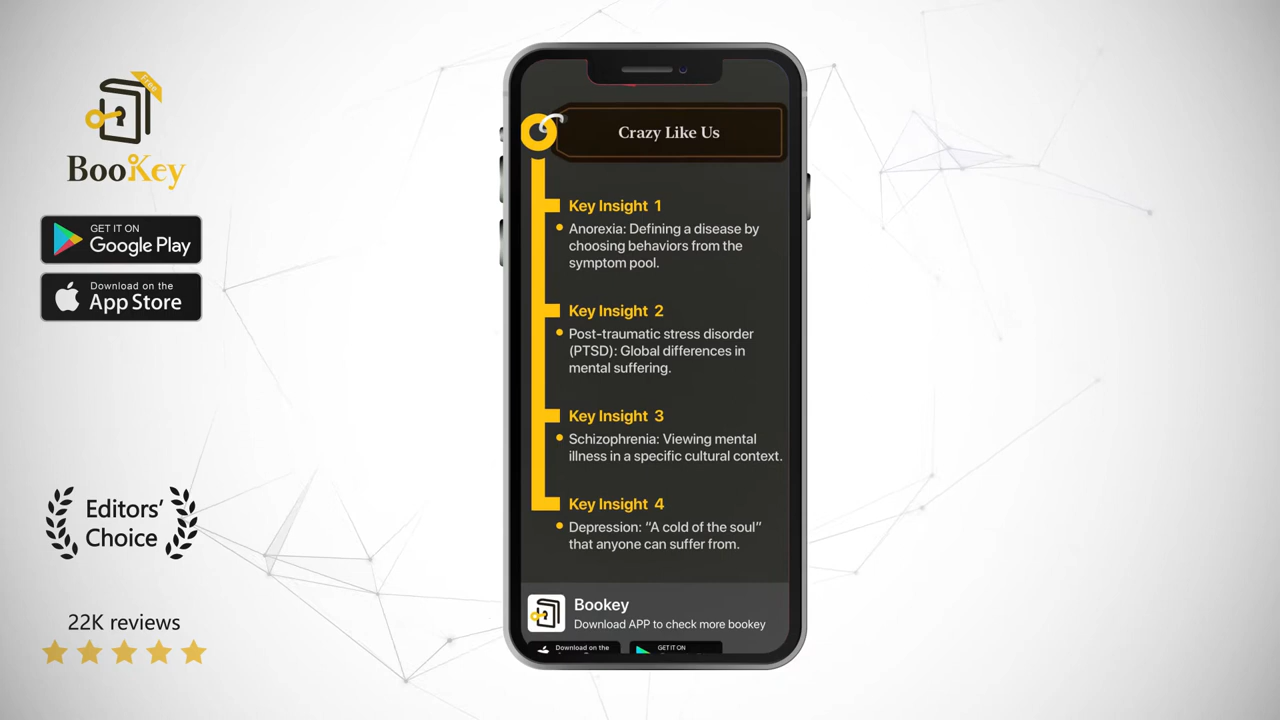 Free
BooKey
GET IT ON
Google Play
Download on the
App Store
Editors’
Choice
22K reviews
Crazy Like Us
Key Insight 1
Anorexia: Defining a disease by
choosing behaviors from the
symptom pool.
Key Insight 2
Post-traumatic stress disorder
(PTSD): Global differences in
mental suffering.
Key Insight 3
Schizophrenia: Viewing mental
illness in a specific cultural context.
Key Insight 4
Depression: “A cold of the soul”
that anyone can suffer from.
Bookey
Download APP to check more bookey
Download on the
GET IT ON